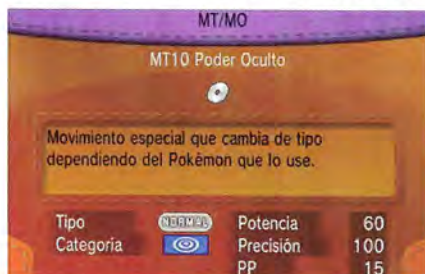 MT/MO
MT10 Poder Oculto
Movimiento especial que cambia de tipo
dependiendo del Pokémon que lo use.
Tipo NORMAL Potencia 60
Categoría Precisión 100
PP 15